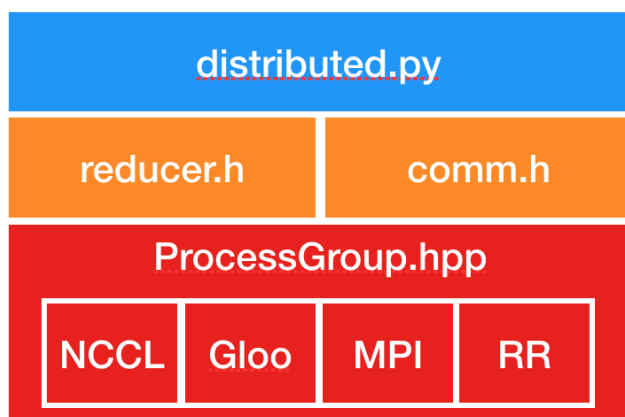 distributed.py
reducer.h comm.h
ProcessGroup.hpp
NCCL Gloo MPI RR